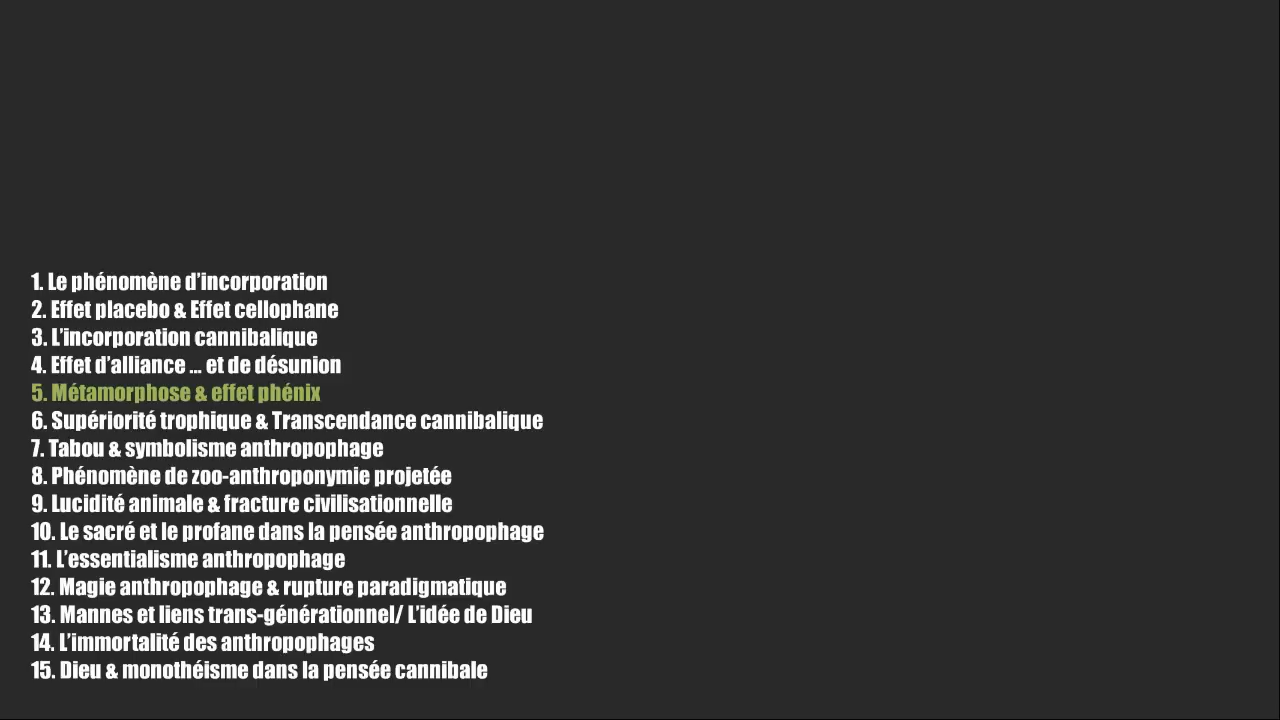 1. Le phénomène d'incorporation
2. Effet placebo & Effet cellophane
3. L'incorporation cannibalique
4. Effet d'alliance ... et de désunion
5. Métamorphose & effet phénix
6. Supériorité trophique & Transcendance cannibalique
7. Tabou & symbolisme anthropophage
8. Phénomène de zoo-anthroponymie projetée
9. Lucidité animale & fracture civilisationnelle
10. Le sacré et le profane dans la pensée anthropophage
11. L'essentialisme anthropophage
12. Magie anthropophage & rupture paradigmatique
13. Mannes et liens trans-générationnel/ L'idée de Dieu
14. L'immortalité des anthropophages
15. Dieu & monothéisme dans la pensée cannibale